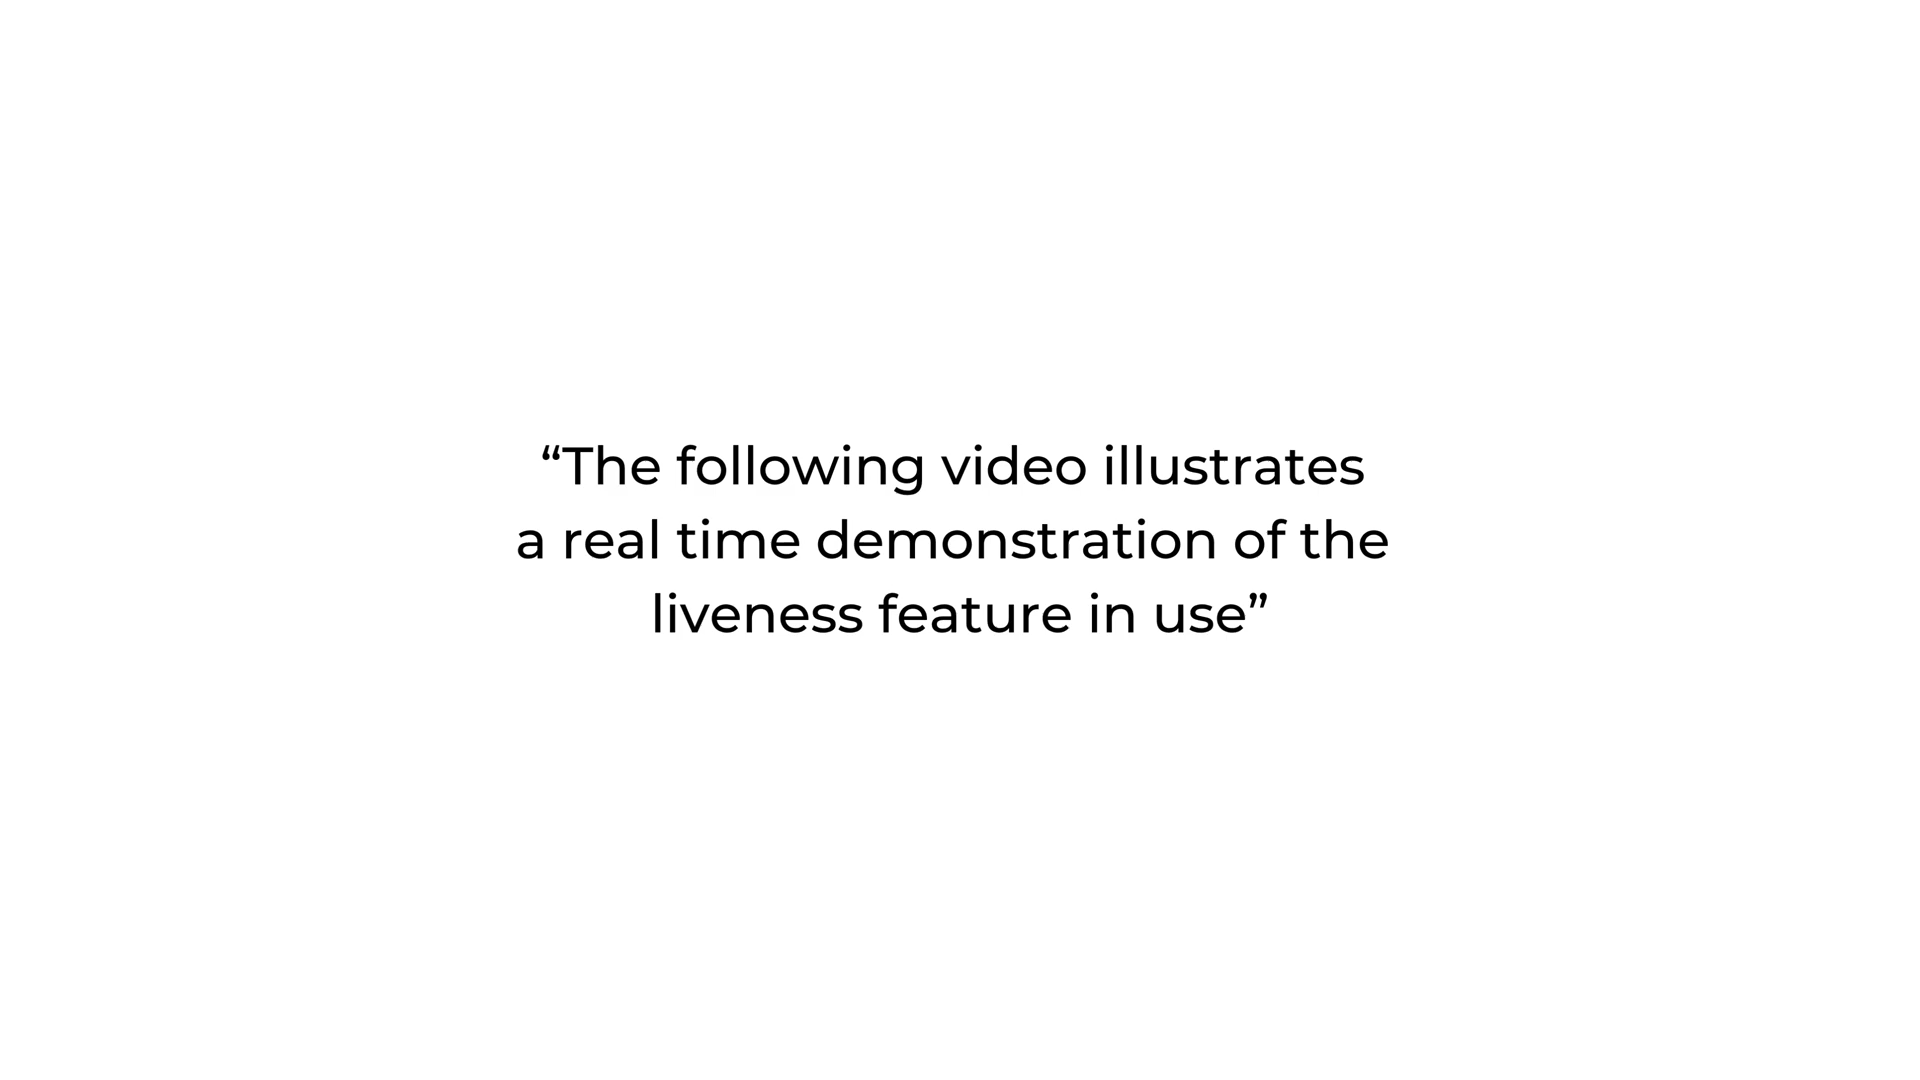 “The following video illustrates
a real time demonstration of the
liveness feature in use”